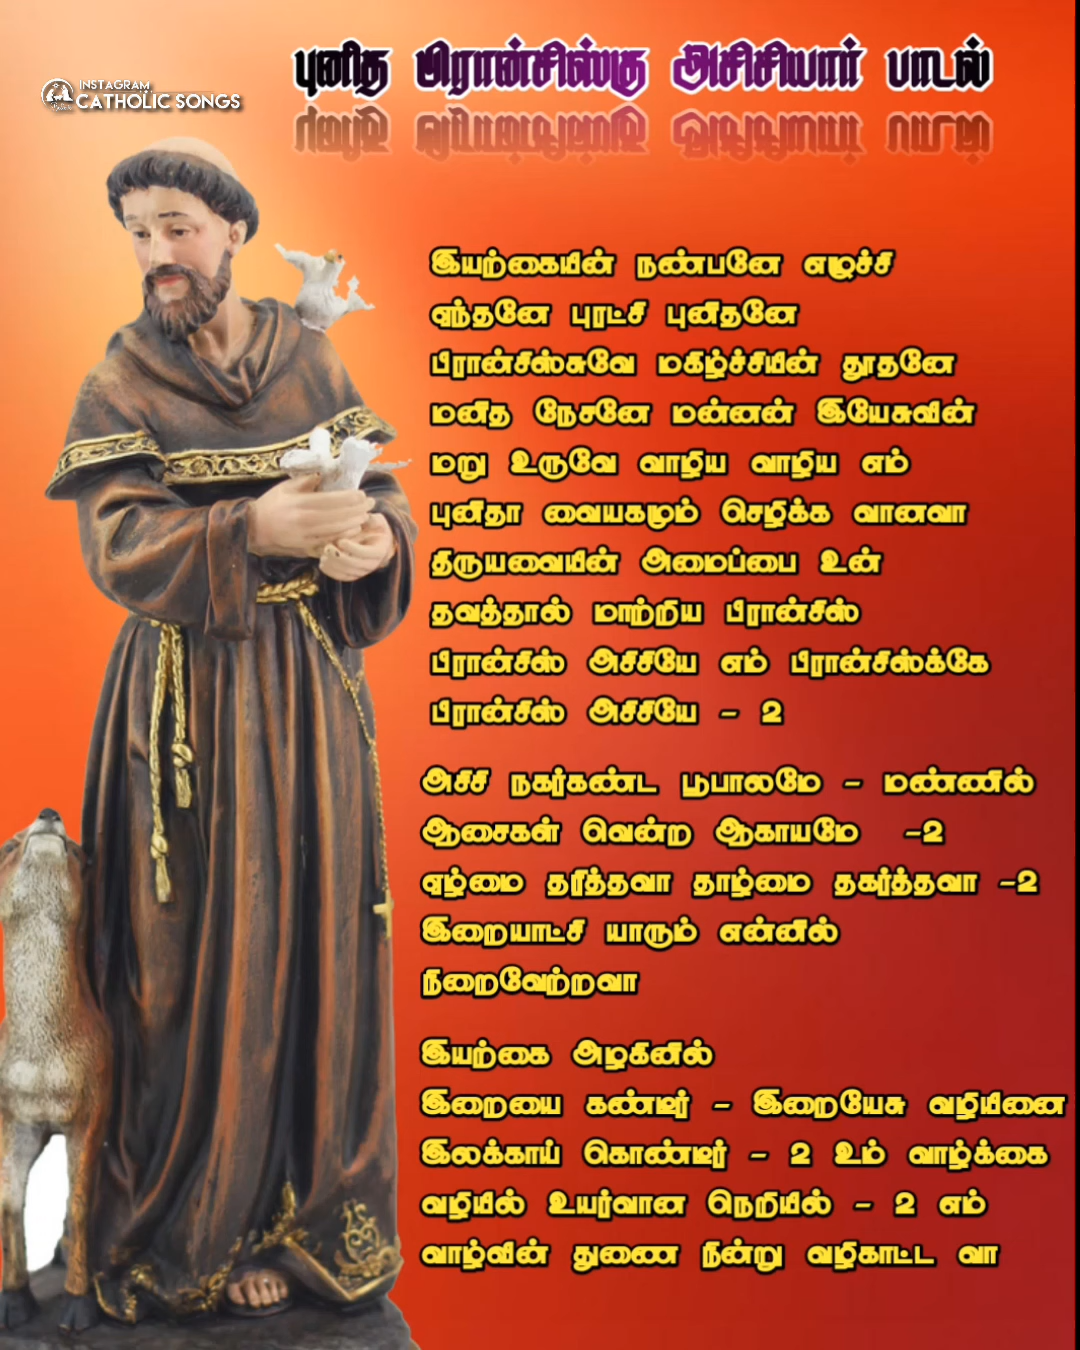 புனித பிரான்சிஸ்கு அசிசியார் பாடல்
INSTAGRAM
CATHOLIC SONGS
இயற்கையின் நண்பனே எழுச்சி
ஏந்தனே புரட்சி புனிதனே
பிரான்சிஸ்சுவே மகிழ்ச்சியின் தூதனே
மனித நேசனே மன்னன் இயேசுவின்
மறு உருவே வாழிய வாழிய எம்
புனிதா வையகமும் செழிக்க வானவா
திருயவையின் அமைப்பை உன்
தவத்தால் மாற்றிய பிரான்சிஸ்
பிரான்சிஸ் அசிசியே எம் பிரான்சிஸ்க்கே
பிரான்சிஸ் அசிசியே - 2
அசிசி நகர்கண்ட பூபாலமே - மண்ணில்
ஆசைகள் வென்ற ஆகாயமே -2
ஏழ்மை தரித்தவா தாழ்மை தகர்த்தவா -2
இறையாட்சி யாரும் என்னில்
நிறைவேற்றவா
இயற்கை அழகினில்
இறையை கண்டீர் - இறையேசு வழியினை
இலக்காய் கொண்டீர் - 2 உம் வாழ்க்கை
வழியில் உயர்வான நெறியில் - 2 எம்
வாழ்வின் துணை நின்று வழிகாட்ட வா